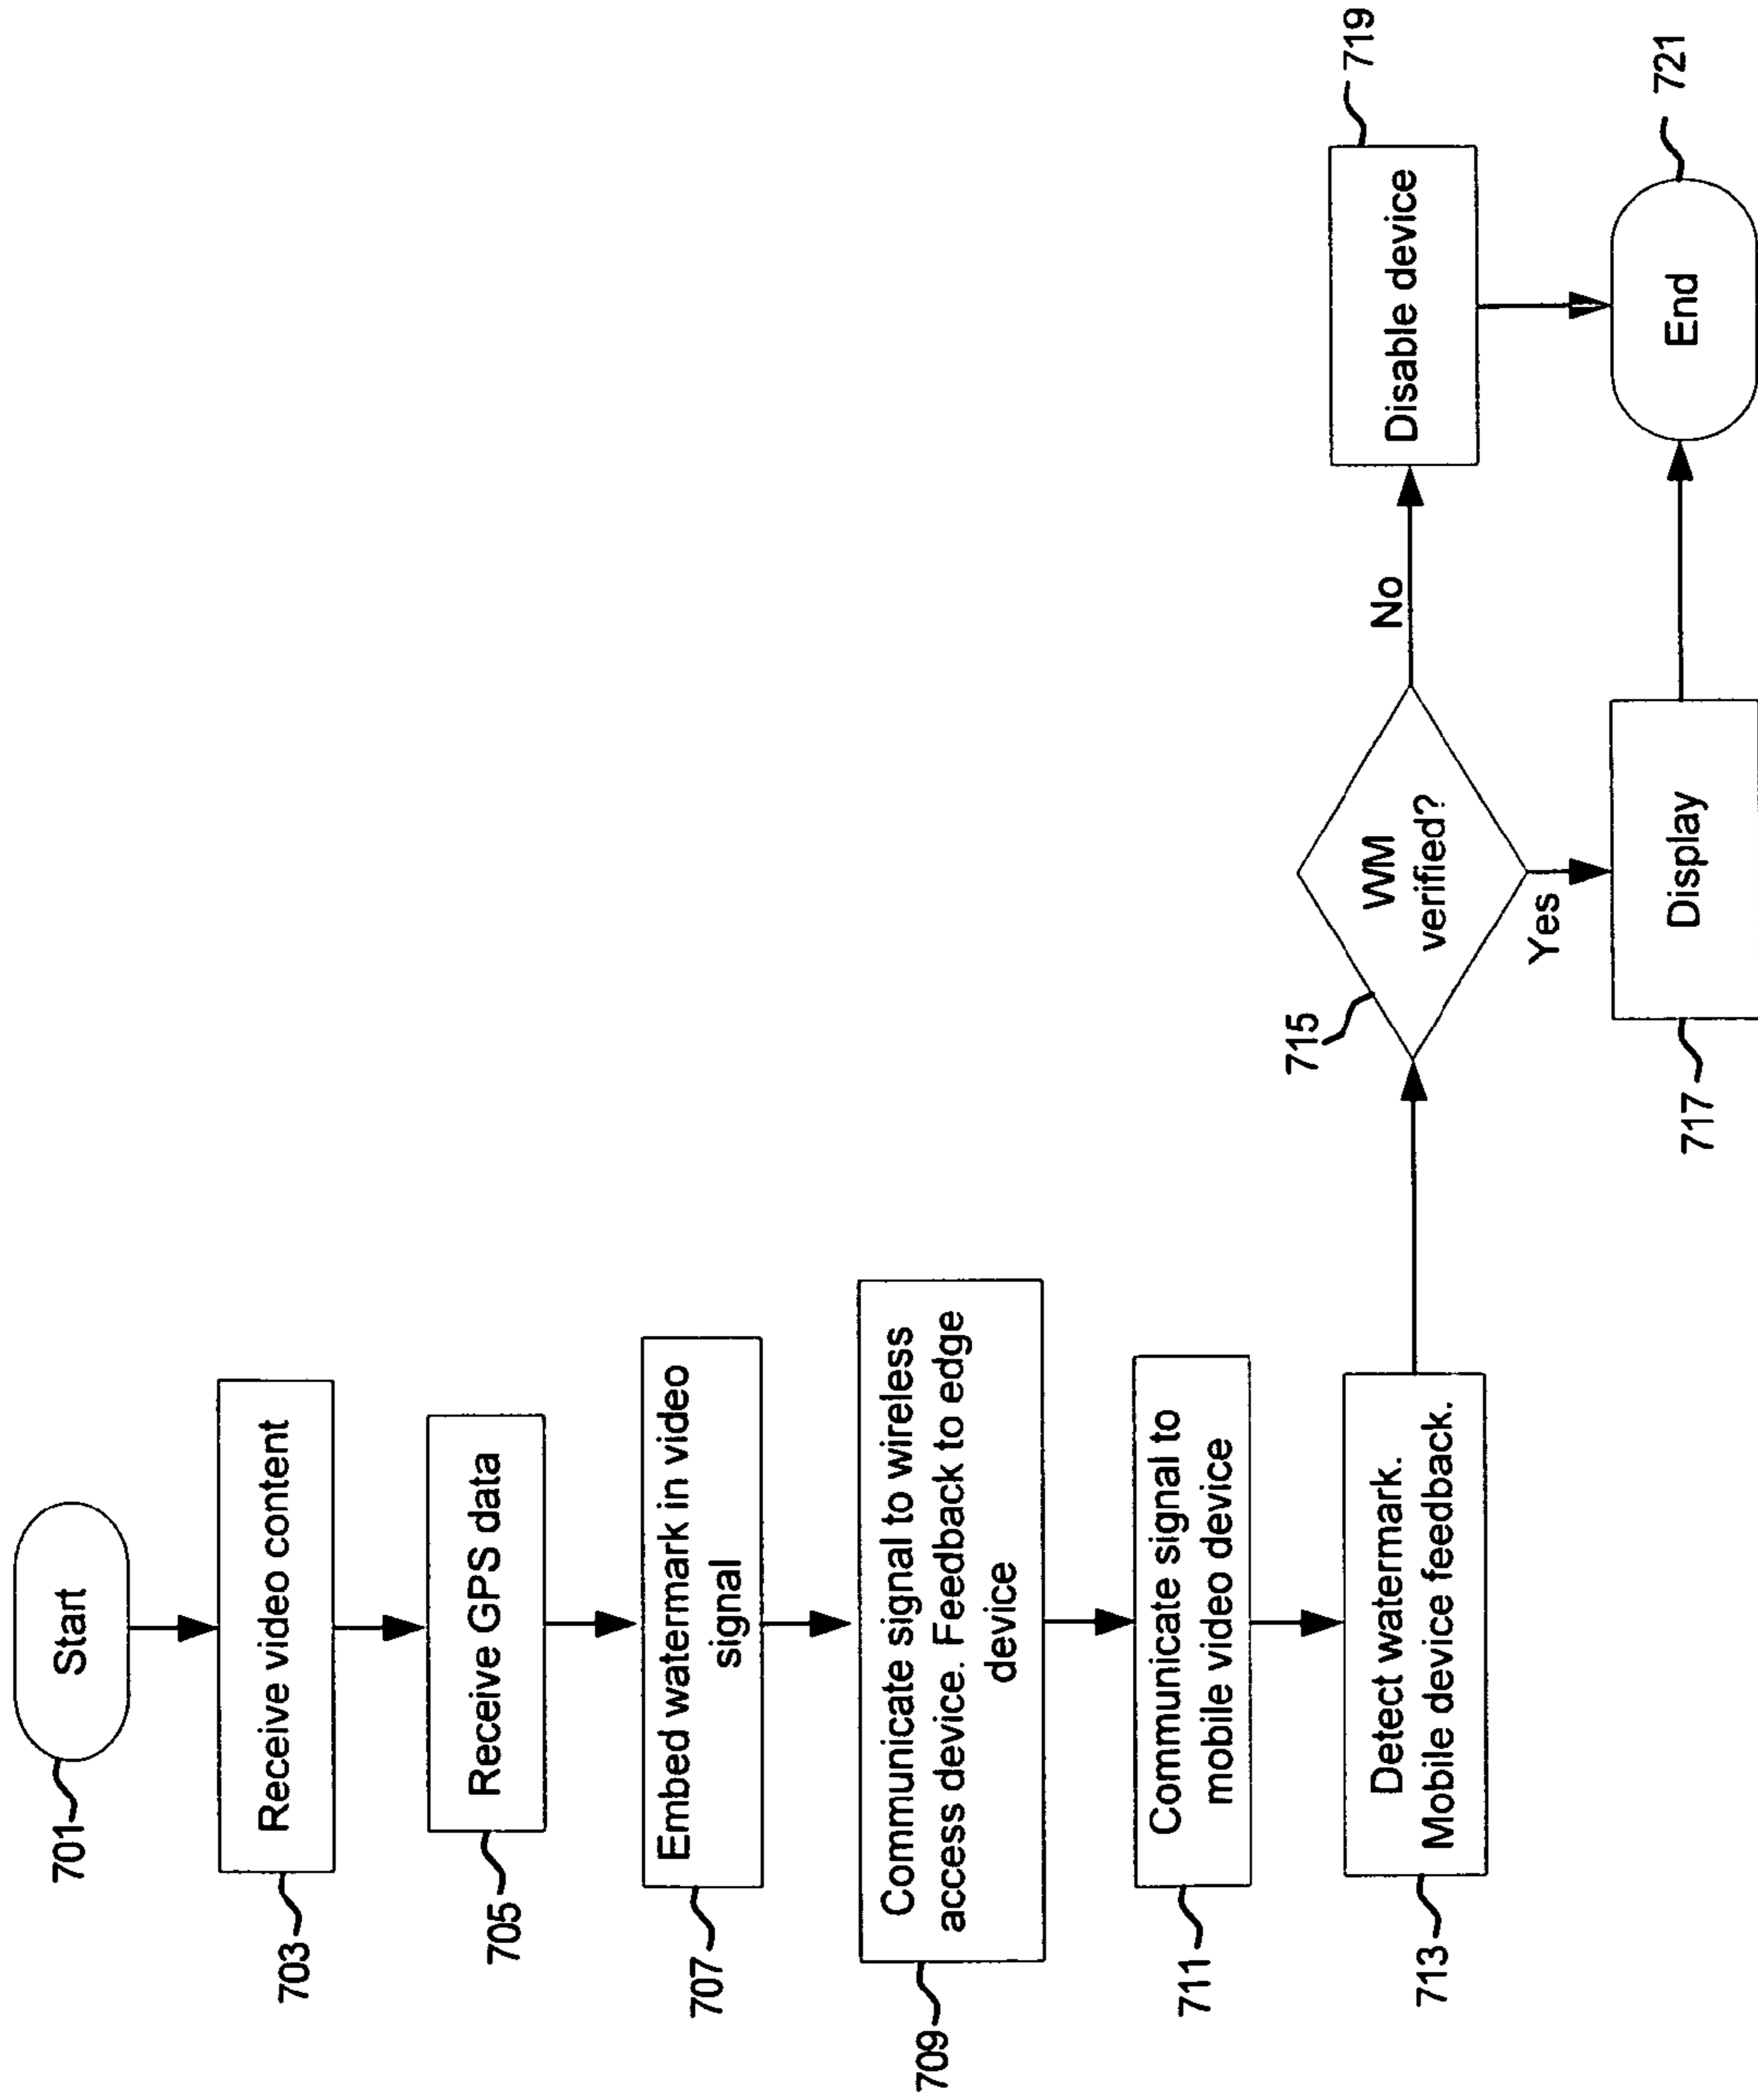 Start
701
Receive video content
703
Receive GPS data
705
Embed watermark in video
signal
707
Communicate signal to wireless
access device. Feedback to edge
device
709
Communicate signal to
mobile video device
711
Detect watermark.
Mobile device feedback.
713
WM
verified?
715
No
Yes
Disable device
719
Display
717
End
721